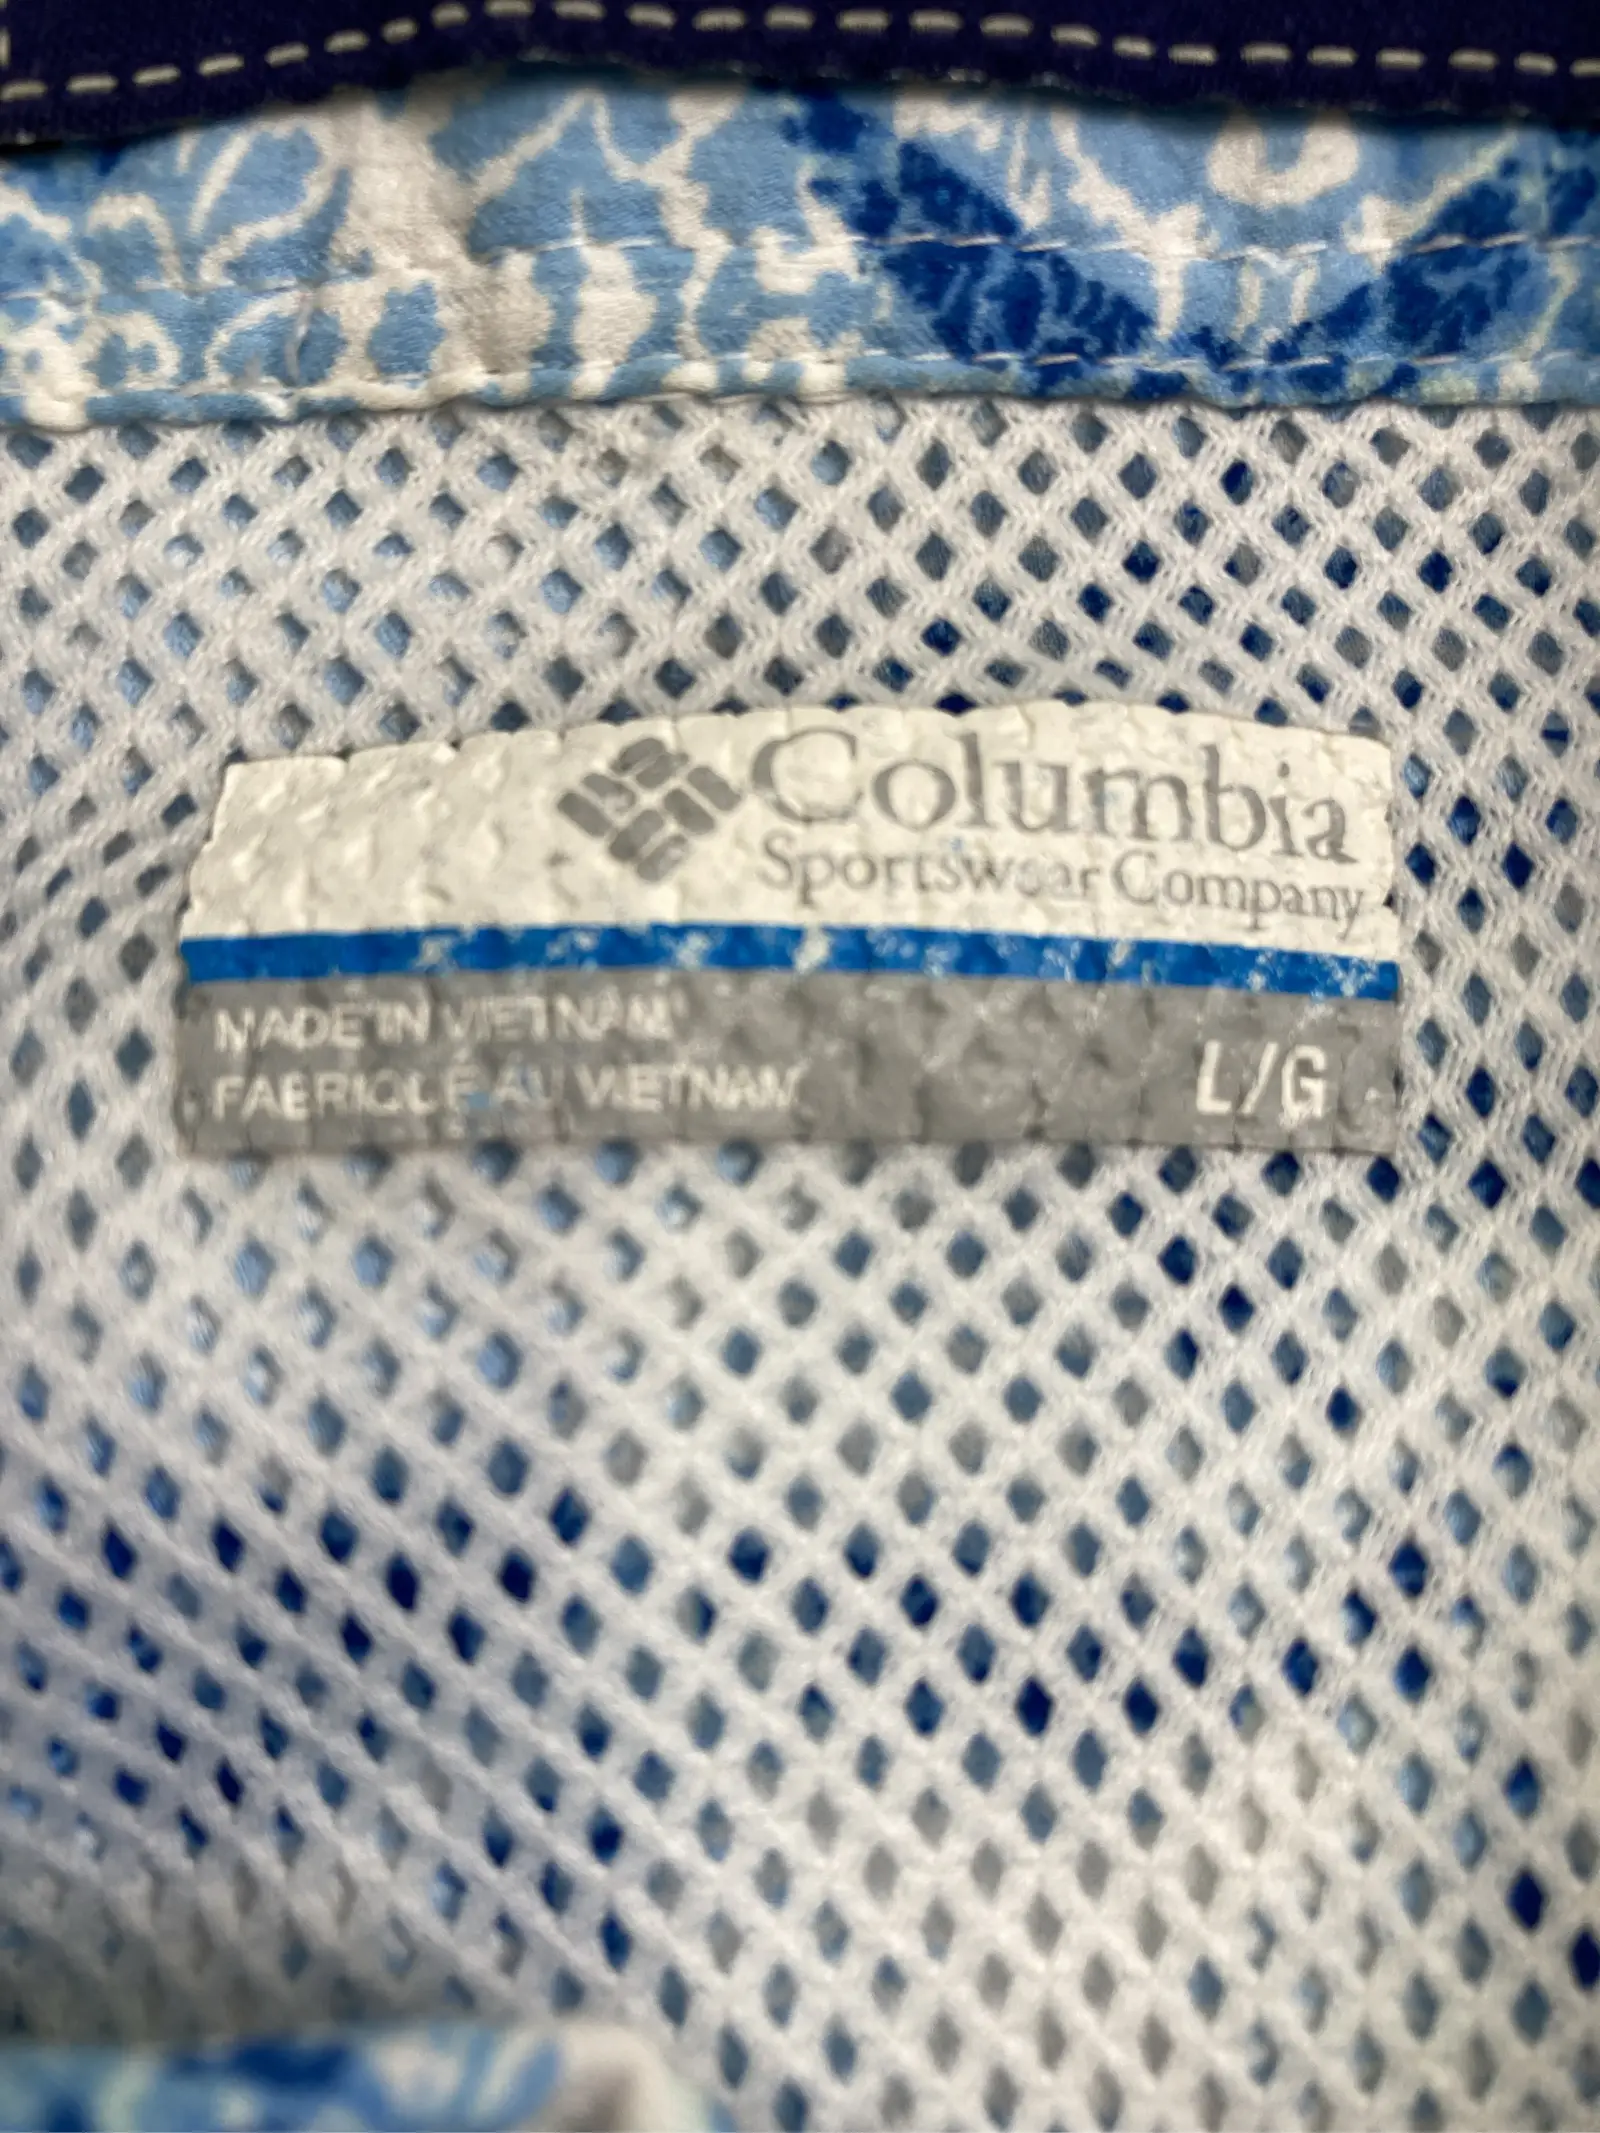 Columbia
Sportswear Company
MADE IN VIETNAM
FABRIQUÉ AU VIETNAM
L/G